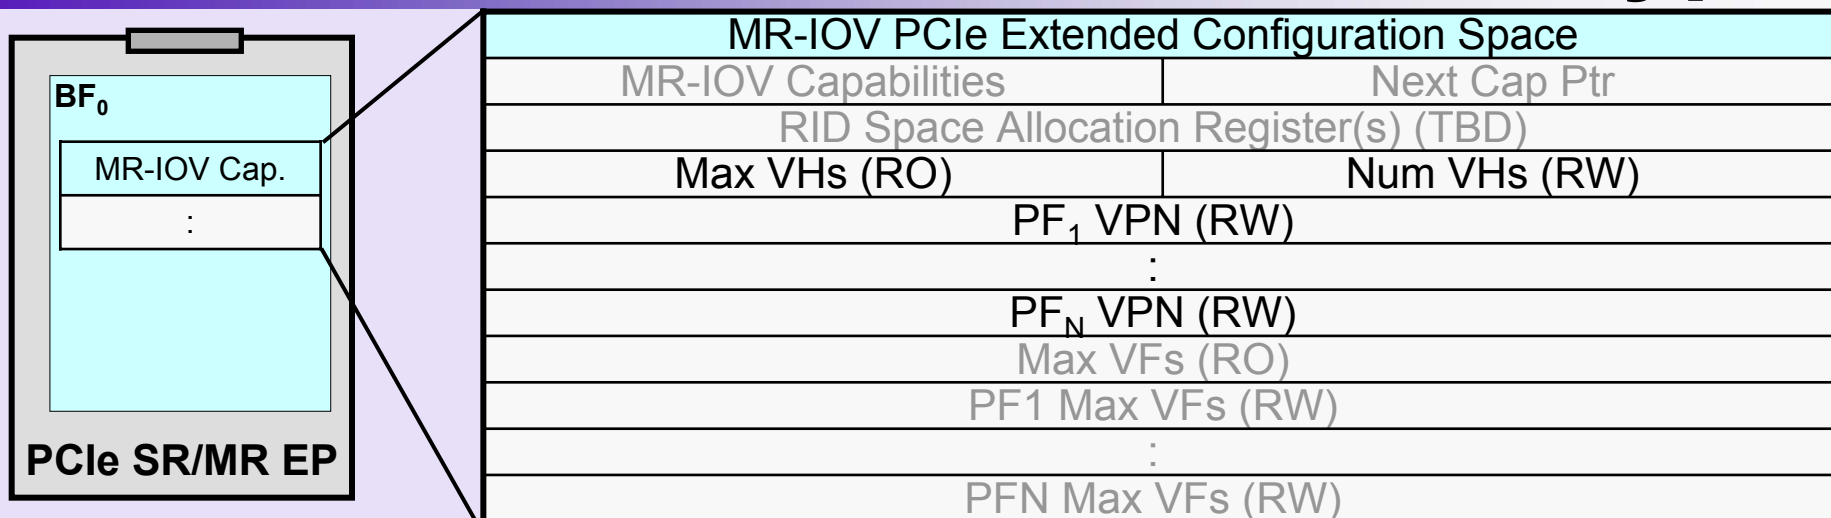 BF₀
MR-IOV Cap.
:
PCIe SR/MR EP
MR-IOV PCIe Extended Configuration Space
MR-IOV Capabilities Next Cap Ptr
RID Space Allocation Register(s) (TBD)
Max VHs (RO) Num VHs (RW)
PF₁ VPN (RW)
:
PFN VPN (RW)
Max VFs (RO)
PF1 Max VFs (RW)
:
PFN Max VFs (RW)